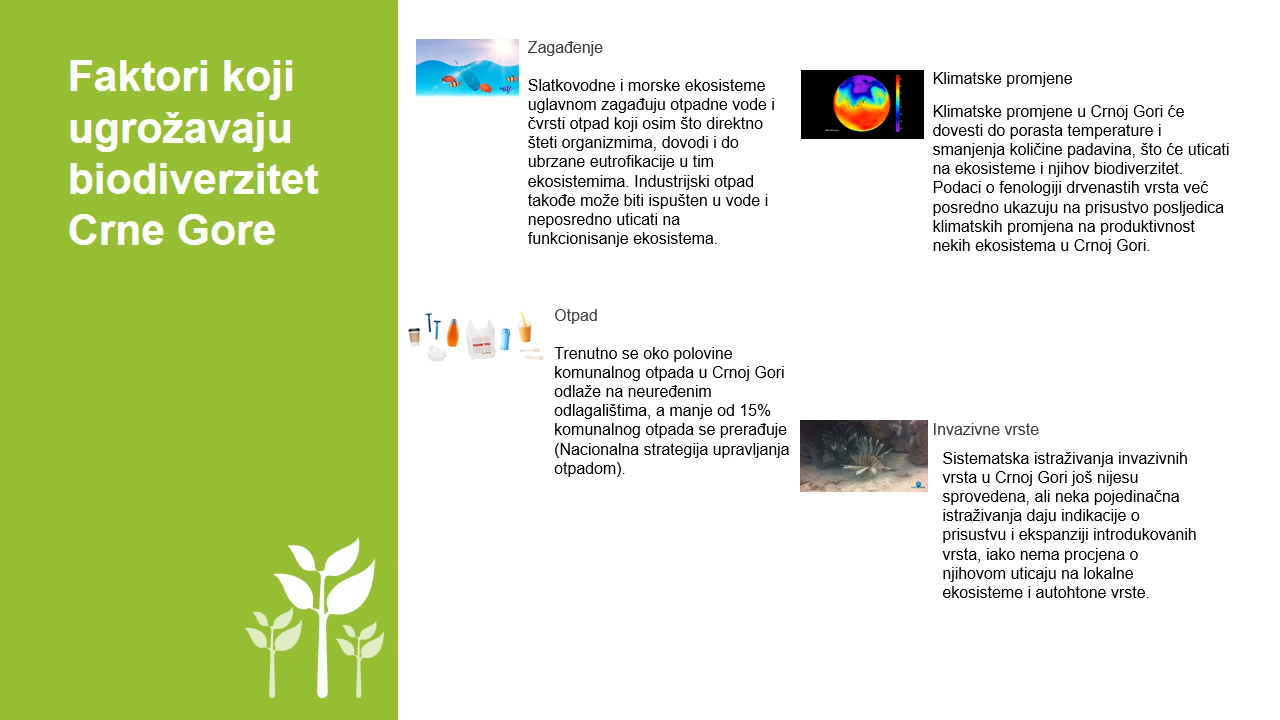 Faktori koji
ugrožavaju
biodiverzitet
Crne Gore
Zagađenje
Slatkovodne i morske ekosisteme
uglavnom zagađuju otpadne vode i
čvrsti otpad koji osim što direktno
šteti organizmima, dovodi i do
ubrzane eutrofikacije u tim
ekosistemima. Industrijski otpad
takođe može biti ispušten u vode i
neposredno uticati na
funkcionisanje ekosistema.
Klimatske promjene
Klimatske promjene u Crnoj Gori će
dovesti do porasta temperature i
smanjenja količine padavina, što će uticati
na ekosisteme i njihov biodiverzitet.
Podaci o fenologiji drvenastih vrsta već
posredno ukazuju na prisustvo posljedica
klimatskih promjena na produktivnost
nekih ekosistema u Crnoj Gori.
Otpad
Trenutno se oko polovine
komunalnog otpada u Crnoj Gori
odlaže na neuređenim
odlagalištima, a manje od 15%
komunalnog otpada se prerađuje
(Nacionalna strategija upravljanja
otpadom).
Invazivne vrste
Sistematska istraživanja invazivnih
vrsta u Crnoj Gori još nijesu
sprovedena, ali neka pojedinačna
istraživanja daju indikacije o
prisustvu i ekspanziji introdukovanih
vrsta, iako nema procjena o
njihovom uticaju na lokalne
ekosisteme i autohtone vrste.